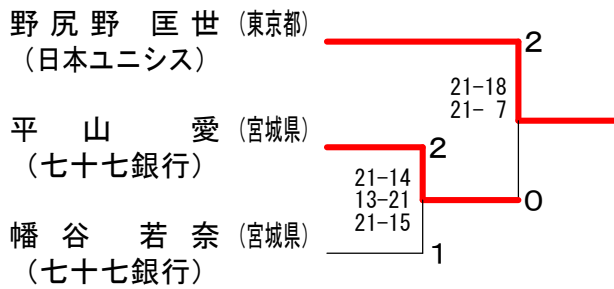 野尻野 匡世 (東京都)
(日本ユニシス)
2
21-18
21- 7
平山 愛 (宮城県)
(七十七銀行)
2
21-14
13-21
21-15
0
幡谷 若奈 (宮城県)
(七十七銀行)
1